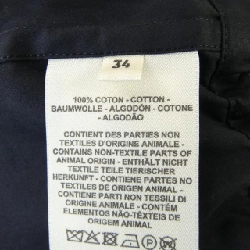 34
100% COTON - COTTON -
BAUMWOLLE - ALGODÓN - COTONE
- ALGODÃO
CONTIENT DES PARTIES NON
TEXTILES D'ORIGINE ANIMALE -
CONTAINS NON-TEXTILE PARTS OF
ANIMAL ORIGIN - ENTHÄLT NICHT
TEXTILE TEILE TIERISCHER
HERKUNFT - CONTIENE PARTES NO
TEXTILES DE ORIGEN ANIMAL -
CONTIENE PARTI NON TESSILI DI
ORIGINE ANIMALE - CONTÉM
ELEMENTOS NÃO-TÊXTEIS DE
ORIGEM ANIMAL